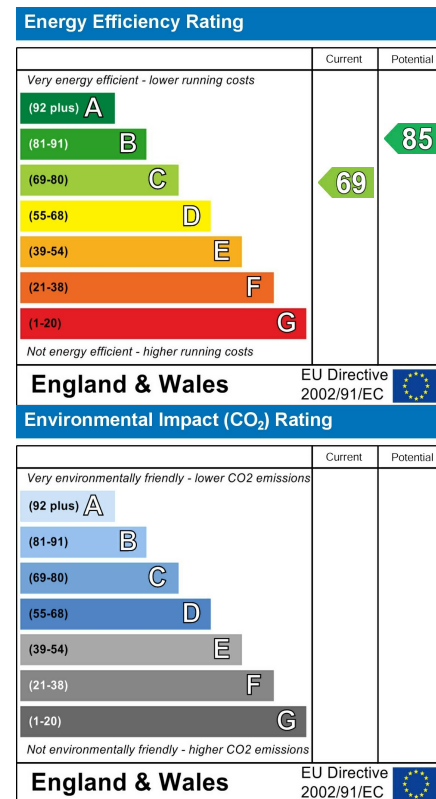 Energy Efficiency Rating
Current Potential
Very energy efficient - lower running costs
(92 plus) A
(81-91) B
(69-80) C
(55-68) D
(39-54) E
(21-38) F
(1-20) G
69
85
Not energy efficient - higher running costs
England & Wales
EU Directive
2002/91/EC
Environmental Impact (CO₂) Rating
Current Potential
Very environmentally friendly - lower CO2 emissions
(92 plus) A
(81-91) B
(69-80) C
(55-68) D
(39-54) E
(21-38) F
(1-20) G
Not environmentally friendly - higher CO2 emissions
England & Wales
EU Directive
2002/91/EC